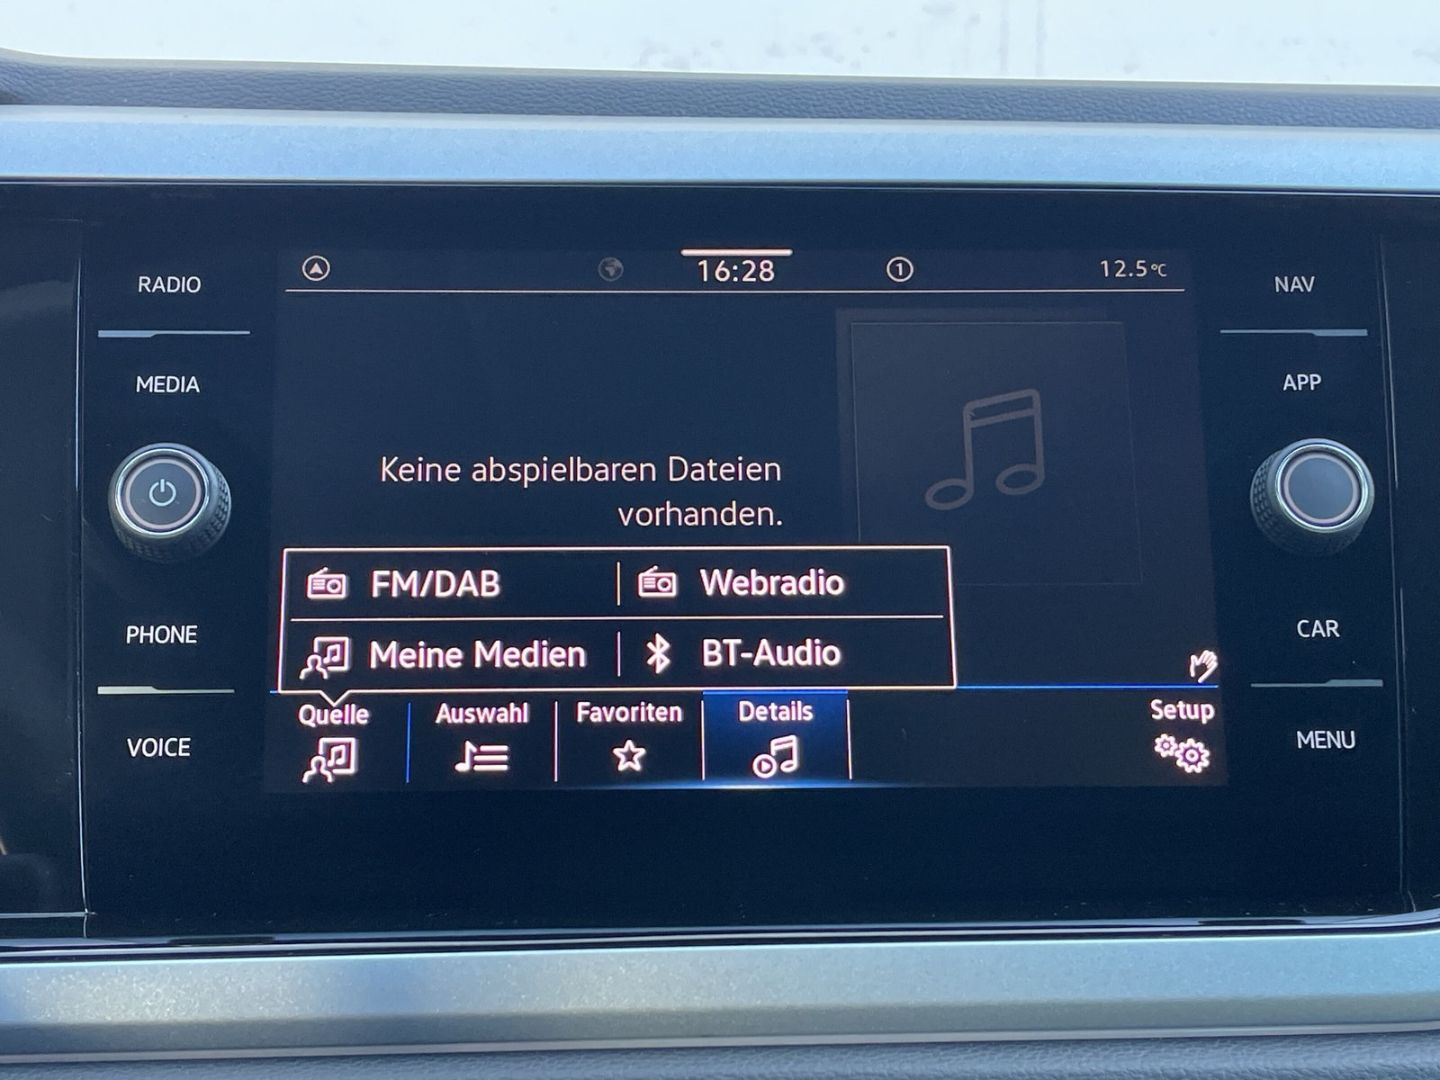 RADIO
MEDIA
PHONE
VOICE
16:28
1
12.5°C
Keine abspielbaren Dateien
vorhanden.
FM/DAB
Webradio
Meine Medien
BT-Audio
Quelle
Auswahl
Favoriten
Details
Setup
NAV
APP
CAR
MENU